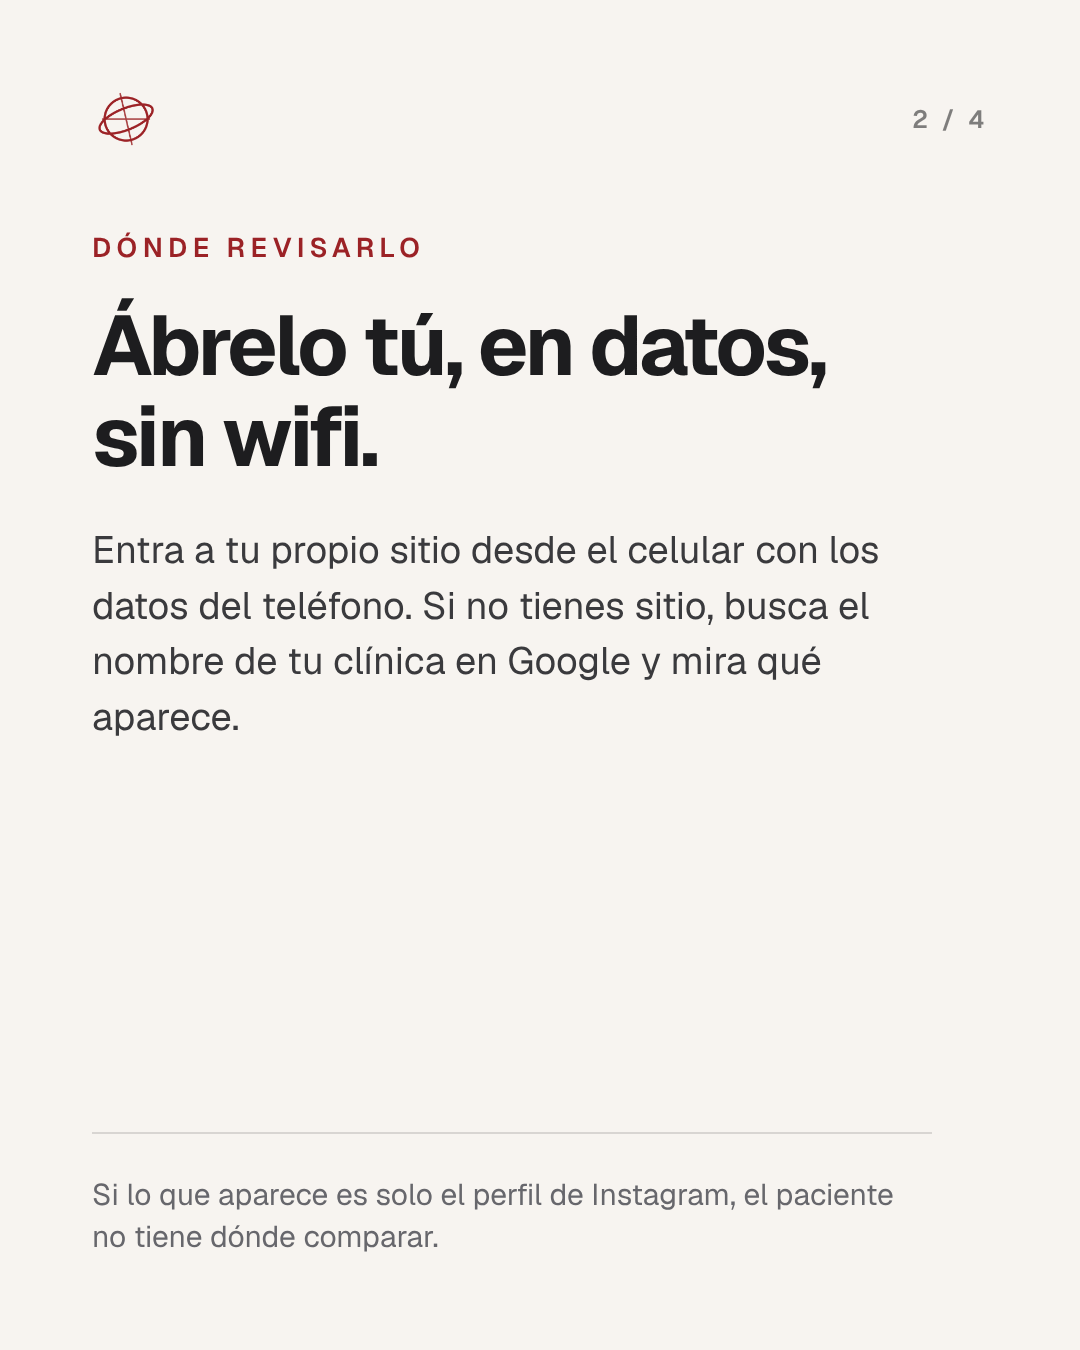 2 / 4
DÓNDE REVISARLO
Ábrelo tú, en datos,
sin wifi.
Entra a tu propio sitio desde el celular con los
datos del teléfono. Si no tienes sitio, busca el
nombre de tu clínica en Google y mira qué
aparece.
Si lo que aparece es solo el perfil de Instagram, el paciente
no tiene dónde comparar.